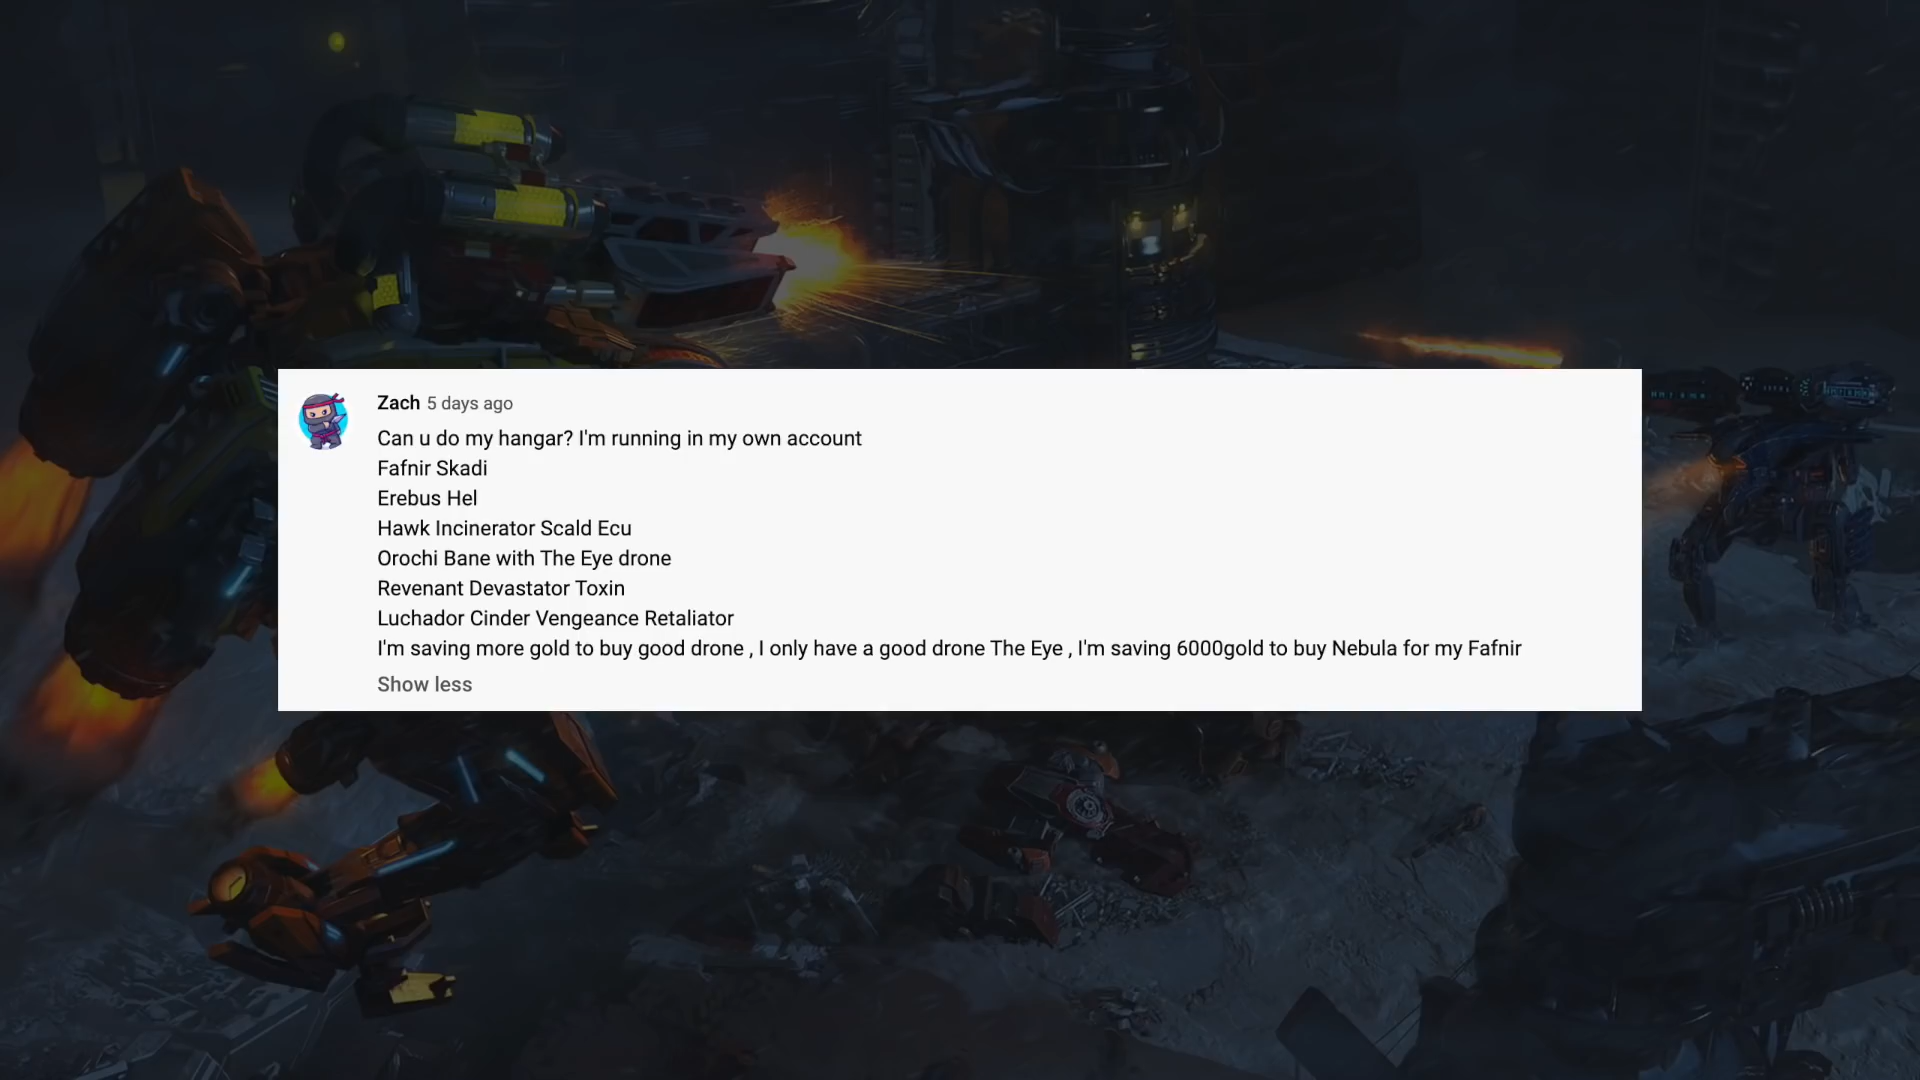 Zach 5 days ago
Can u do my hangar? I'm running in my own account
Fafnir Skadi
Erebus Hel
Hawk Incinerator Scald Ecu
Orochi Bane with The Eye drone
Revenant Devastator Toxin
Luchador Cinder Vengeance Retaliator
I'm saving more gold to buy good drone , I only have a good drone The Eye , I'm saving 6000gold to buy Nebula for my Fafnir
Show less